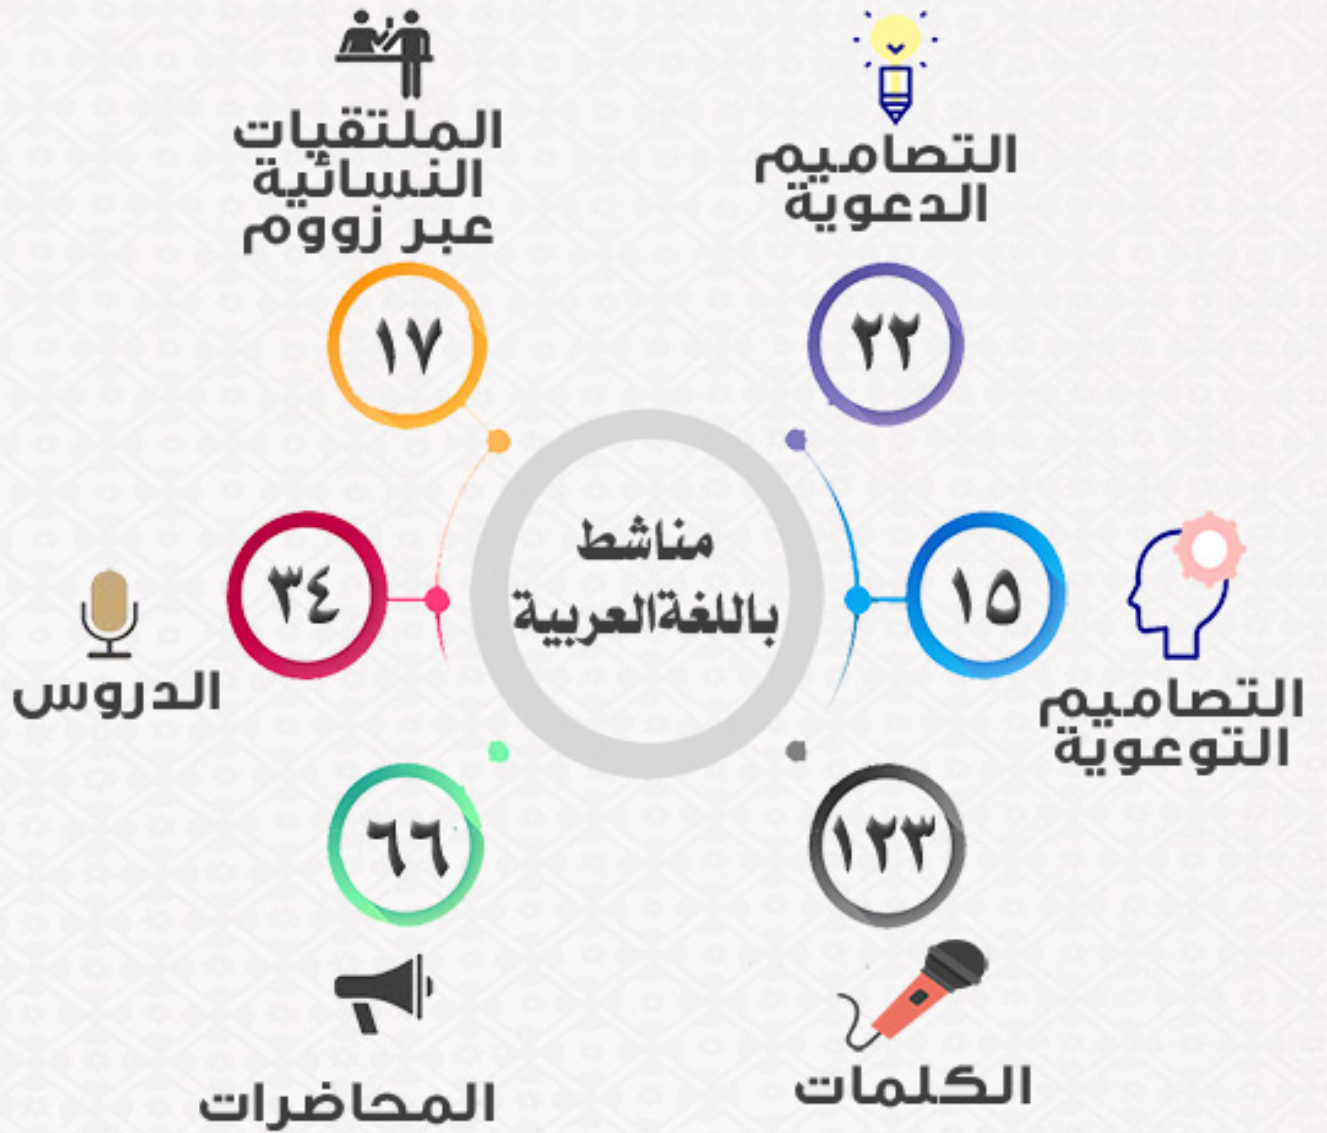 التصاميم
الدعوية
٢٢
الملتقيات
النسائية
عبر زووم
١٧
مناشط
باللغةالعربية
١٥
التصاميم
التوعوية
٣٤
الدروس
١٢٣
الكلمات
٦٦
المحاضرات